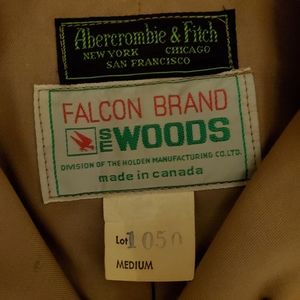 Abercrombie & Fitch
NEW YORK CHICAGO
SAN FRANCISCO
FALCON BRAND
SE WOODS
DIVISION OF THE HOLDEN MANUFACTURING CO. LTD.
made in canada
Lot 1050
MEDIUM